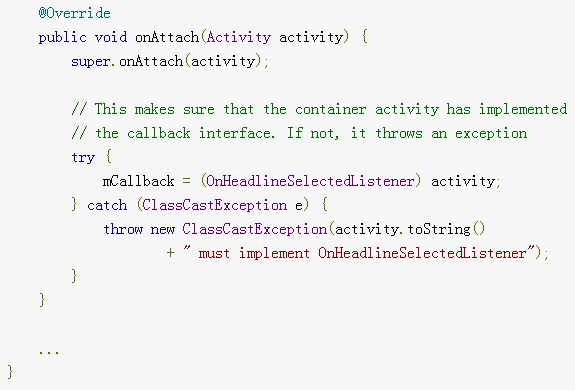 @Override
    public void onAttach(Activity activity) {
        super.onAttach(activity);

        // This makes sure that the container activity has implemented
        // the callback interface. If not, it throws an exception
        try {
            mCallback = (OnHeadlineSelectedListener) activity;
        } catch (ClassCastException e) {
            throw new ClassCastException(activity.toString()
                    + " must implement OnHeadlineSelectedListener");
        }
    }

    ...
}